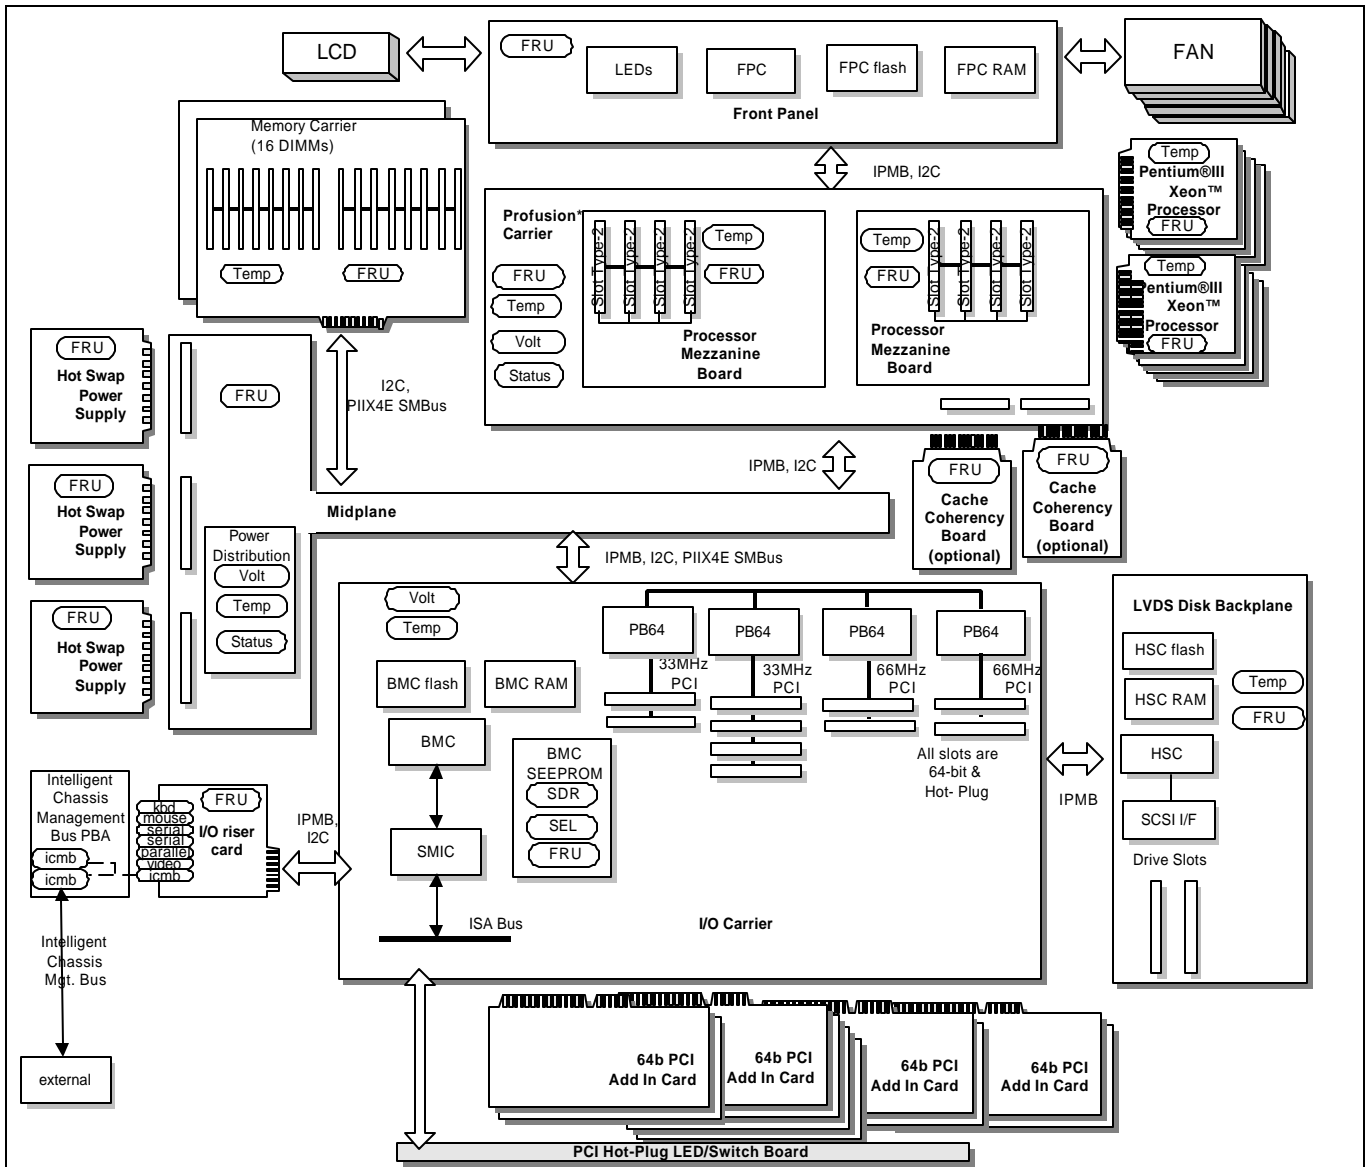 LCD
FRU
LEDs
FPC
FPC flash
FPC RAM
Front Panel
FAN
Memory Carrier
(16 DIMMs)
Temp
FRU
IPMB, I2C
Temp
Pentium®III
Xeon™
Processor
FRU
Temp
Pentium®III
Xeon™
Processor
FRU
Profusion*
Carrier
FRU
Temp
Volt
Status
Slot Type-2
Slot Type-2
Slot Type-2
Slot Type-2
Temp
FRU
Processor
Mezzanine
Board
Temp
FRU
Slot Type-2
Slot Type-2
Slot Type-2
Slot Type-2
Processor
Mezzanine
Board
FRU
Hot Swap
Power
Supply
FRU
Hot Swap
Power
Supply
FRU
Hot Swap
Power
Supply
FRU
I2C,
PIIX4E SMBus
IPMB, I2C
FRU
Cache
Coherency
Board
(optional)
FRU
Cache
Coherency
Board
(optional)
Midplane
Power
Distribution
Volt
Temp
Status
IPMB, I2C, PIIX4E SMBus
Volt
Temp
BMC flash
BMC RAM
PB64
PB64
PB64
PB64
33MHz
PCI
33MHz
PCI
66MHz
PCI
66MHz
PCI
BMC
BMC
SEEPROM
SDR
SEL
FRU
SMIC
ISA Bus
All slots are
64-bit &
Hot- Plug
I/O Carrier
IPMB
LVDS Disk Backplane
HSC flash
HSC RAM
HSC
SCSI I/F
Temp
FRU
Drive Slots
Intelligent
Chassis
Management
Bus PBA
icmb
icmb
kbd
mouse
serial
serial
parallel
video
icmb
FRU
I/O riser
card
IPMB,
I2C
Intelligent
Chassis
Mgt. Bus
external
64b PCI
Add In Card
64b PCI
Add In Card
64b PCI
Add In Card
64b PCI
Add In Card
PCI Hot-Plug LED/Switch Board